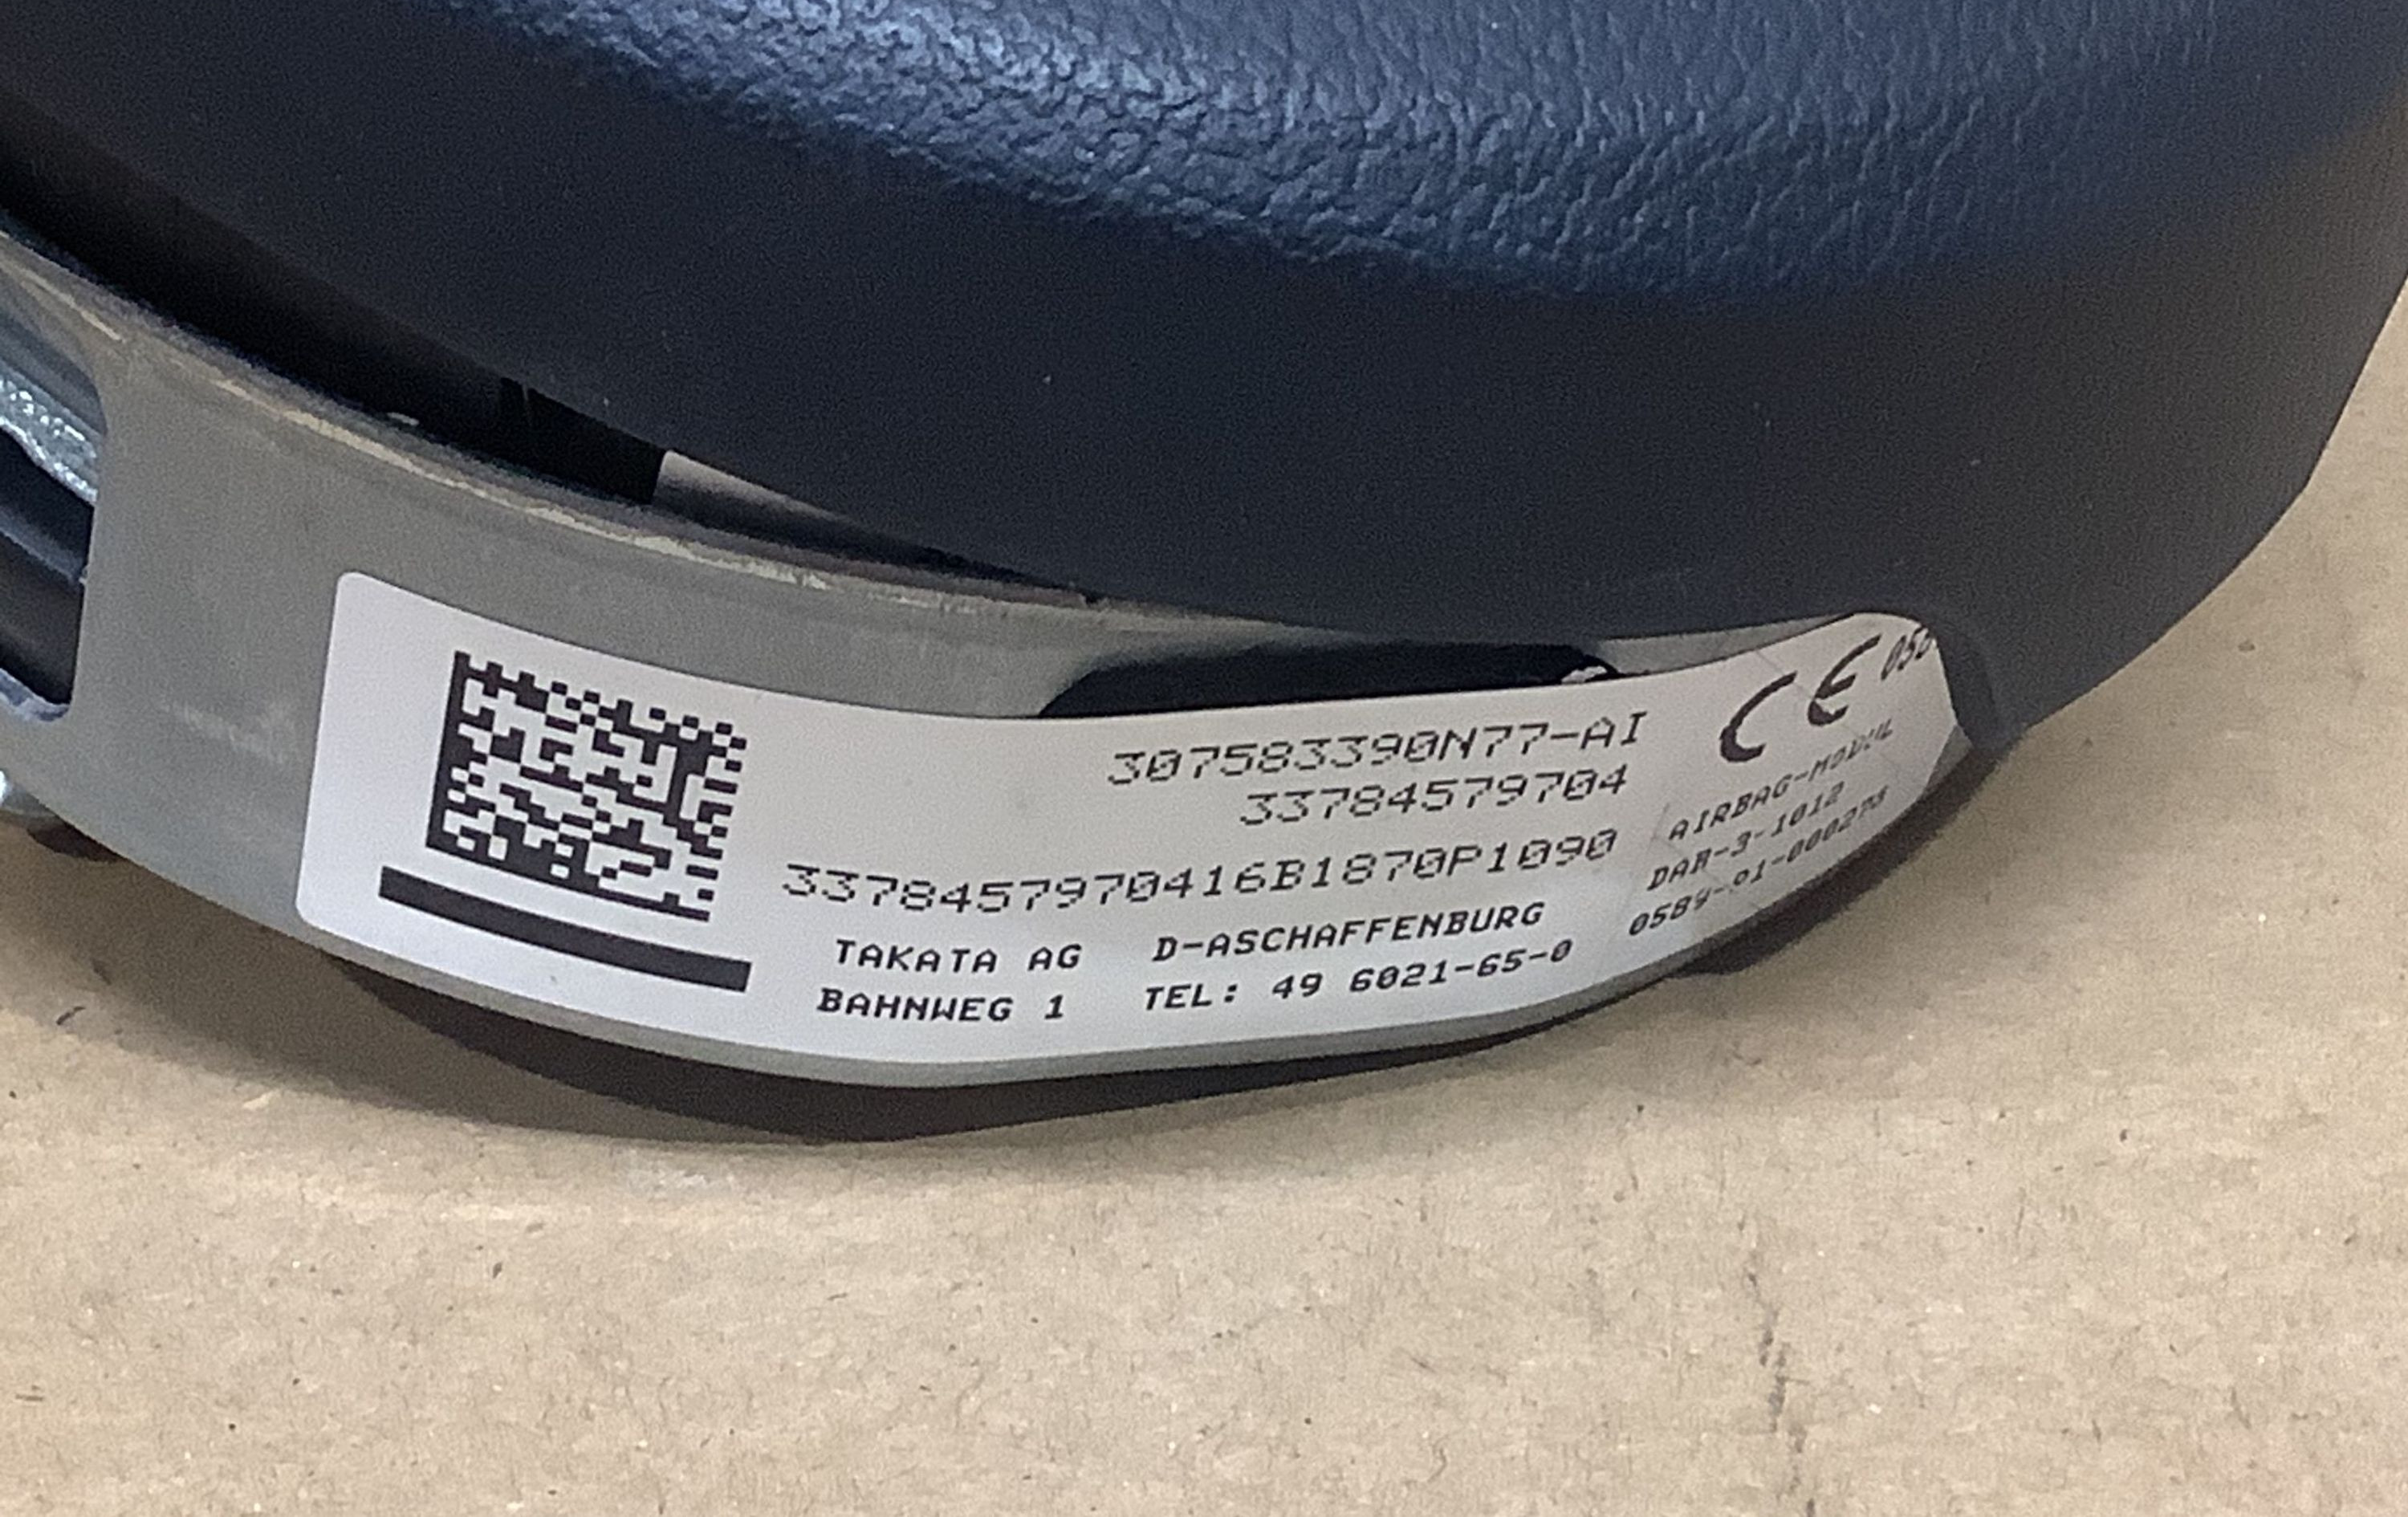 307583390N77-AI
33784579704
3378457970416B1870P1090
TAKATA AG D-ASCHAFFENBURG
BAHNWEG 1 TEL: 49 6021-65-0
CE
AIRBAG-MODUL
DAB-3-1012